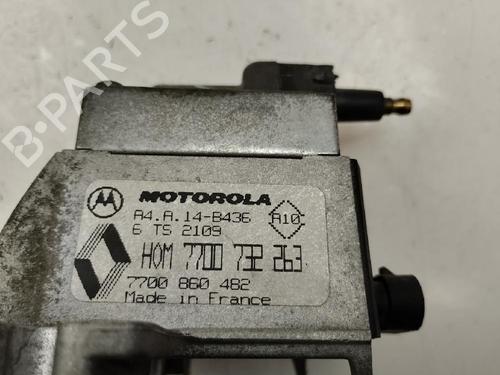 B-PARTS
MOTOROLA
A4.A.14-B436
A10
6 TS 2109
HOM 7700 732 263
7700 860 482
Made in France